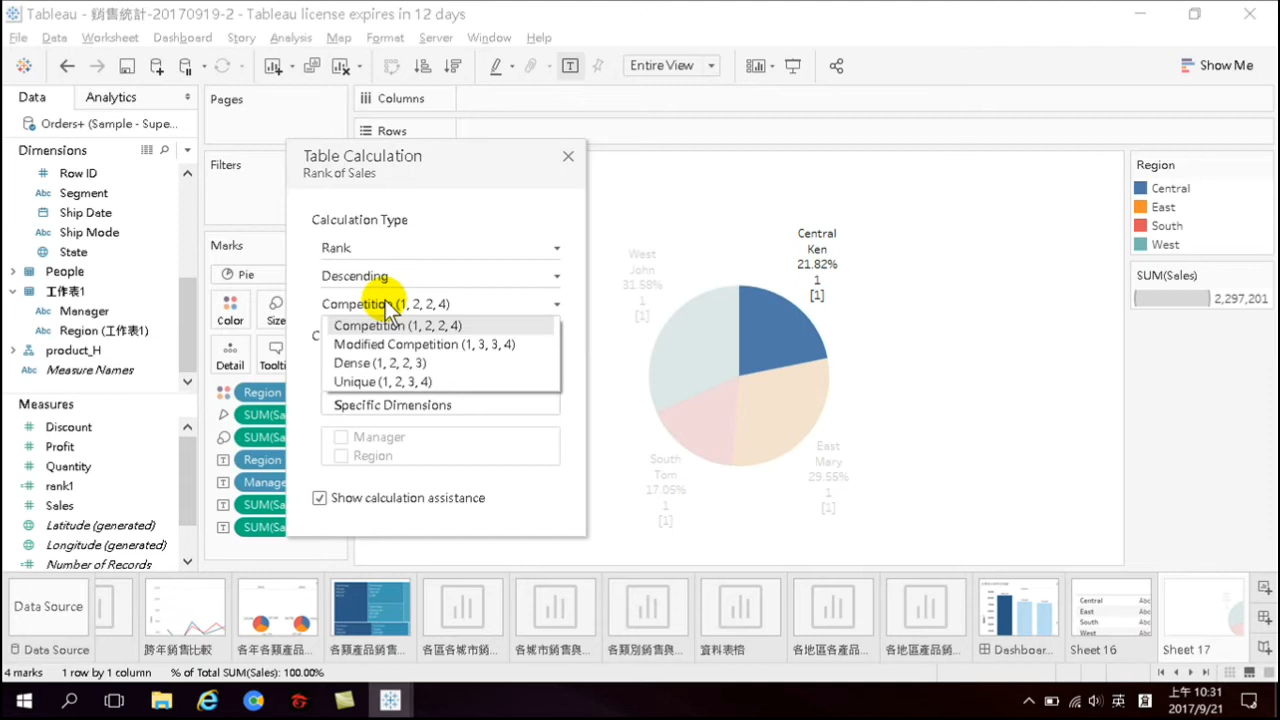 Tableau - 銷售統計-20170919-2 - Tableau license expires in 12 days
File Data Worksheet Dashboard Story Analysis Map Format Server Window Help
Entire View
Show Me
Data Analytics
Pages
Columns
Orders+ (Sample - Supe...
Rows
Dimensions
Filters
Row ID
Segment
Ship Date
Ship Mode
State
People
工作表1
Manager
Region (工作表1)
product_H
Measure Names
Measures
Discount
Profit
Quantity
rank1
Sales
Latitude (generated)
Longitude (generated)
Number of Records
Marks
Pie
Color Size
Detail
Region
SUM(Sa
SUM(Sa
Region
Manage
SUM(Sa
SUM(Sa
Table Calculation
Rank of Sales
Calculation Type
Rank
Descending
Competition (1, 2, 2, 4)
Competition (1, 2, 2, 4)
Modified Competition (1, 3, 3, 4)
Dense (1, 2, 2, 3)
Unique (1, 2, 3, 4)
Specific Dimensions
Manager
Region
Show calculation assistance
Central
Ken
21.82%
1
[1]
West
John
31.58%
1
[1]
East
Mary
29.55%
1
[1]
South
Tom
17.05%
1
[1]
Region
Central
East
South
West
SUM(Sales)
2,297,201
Data Source
Data Source
跨年銷售比較
各年各類產品...
各類產品銷售...
各區各城市銷...
各城市銷售與...
各類別銷售與...
資料表格
各地區各產品...
各地區產品銷...
Dashboar...
Central Abc
East Abc
South Abc
West Abc
Sheet 16
Sheet 17
4 marks 1 row by 1 column % of Total SUM(Sales): 100.00%
英
上午 10:31
2017/9/21